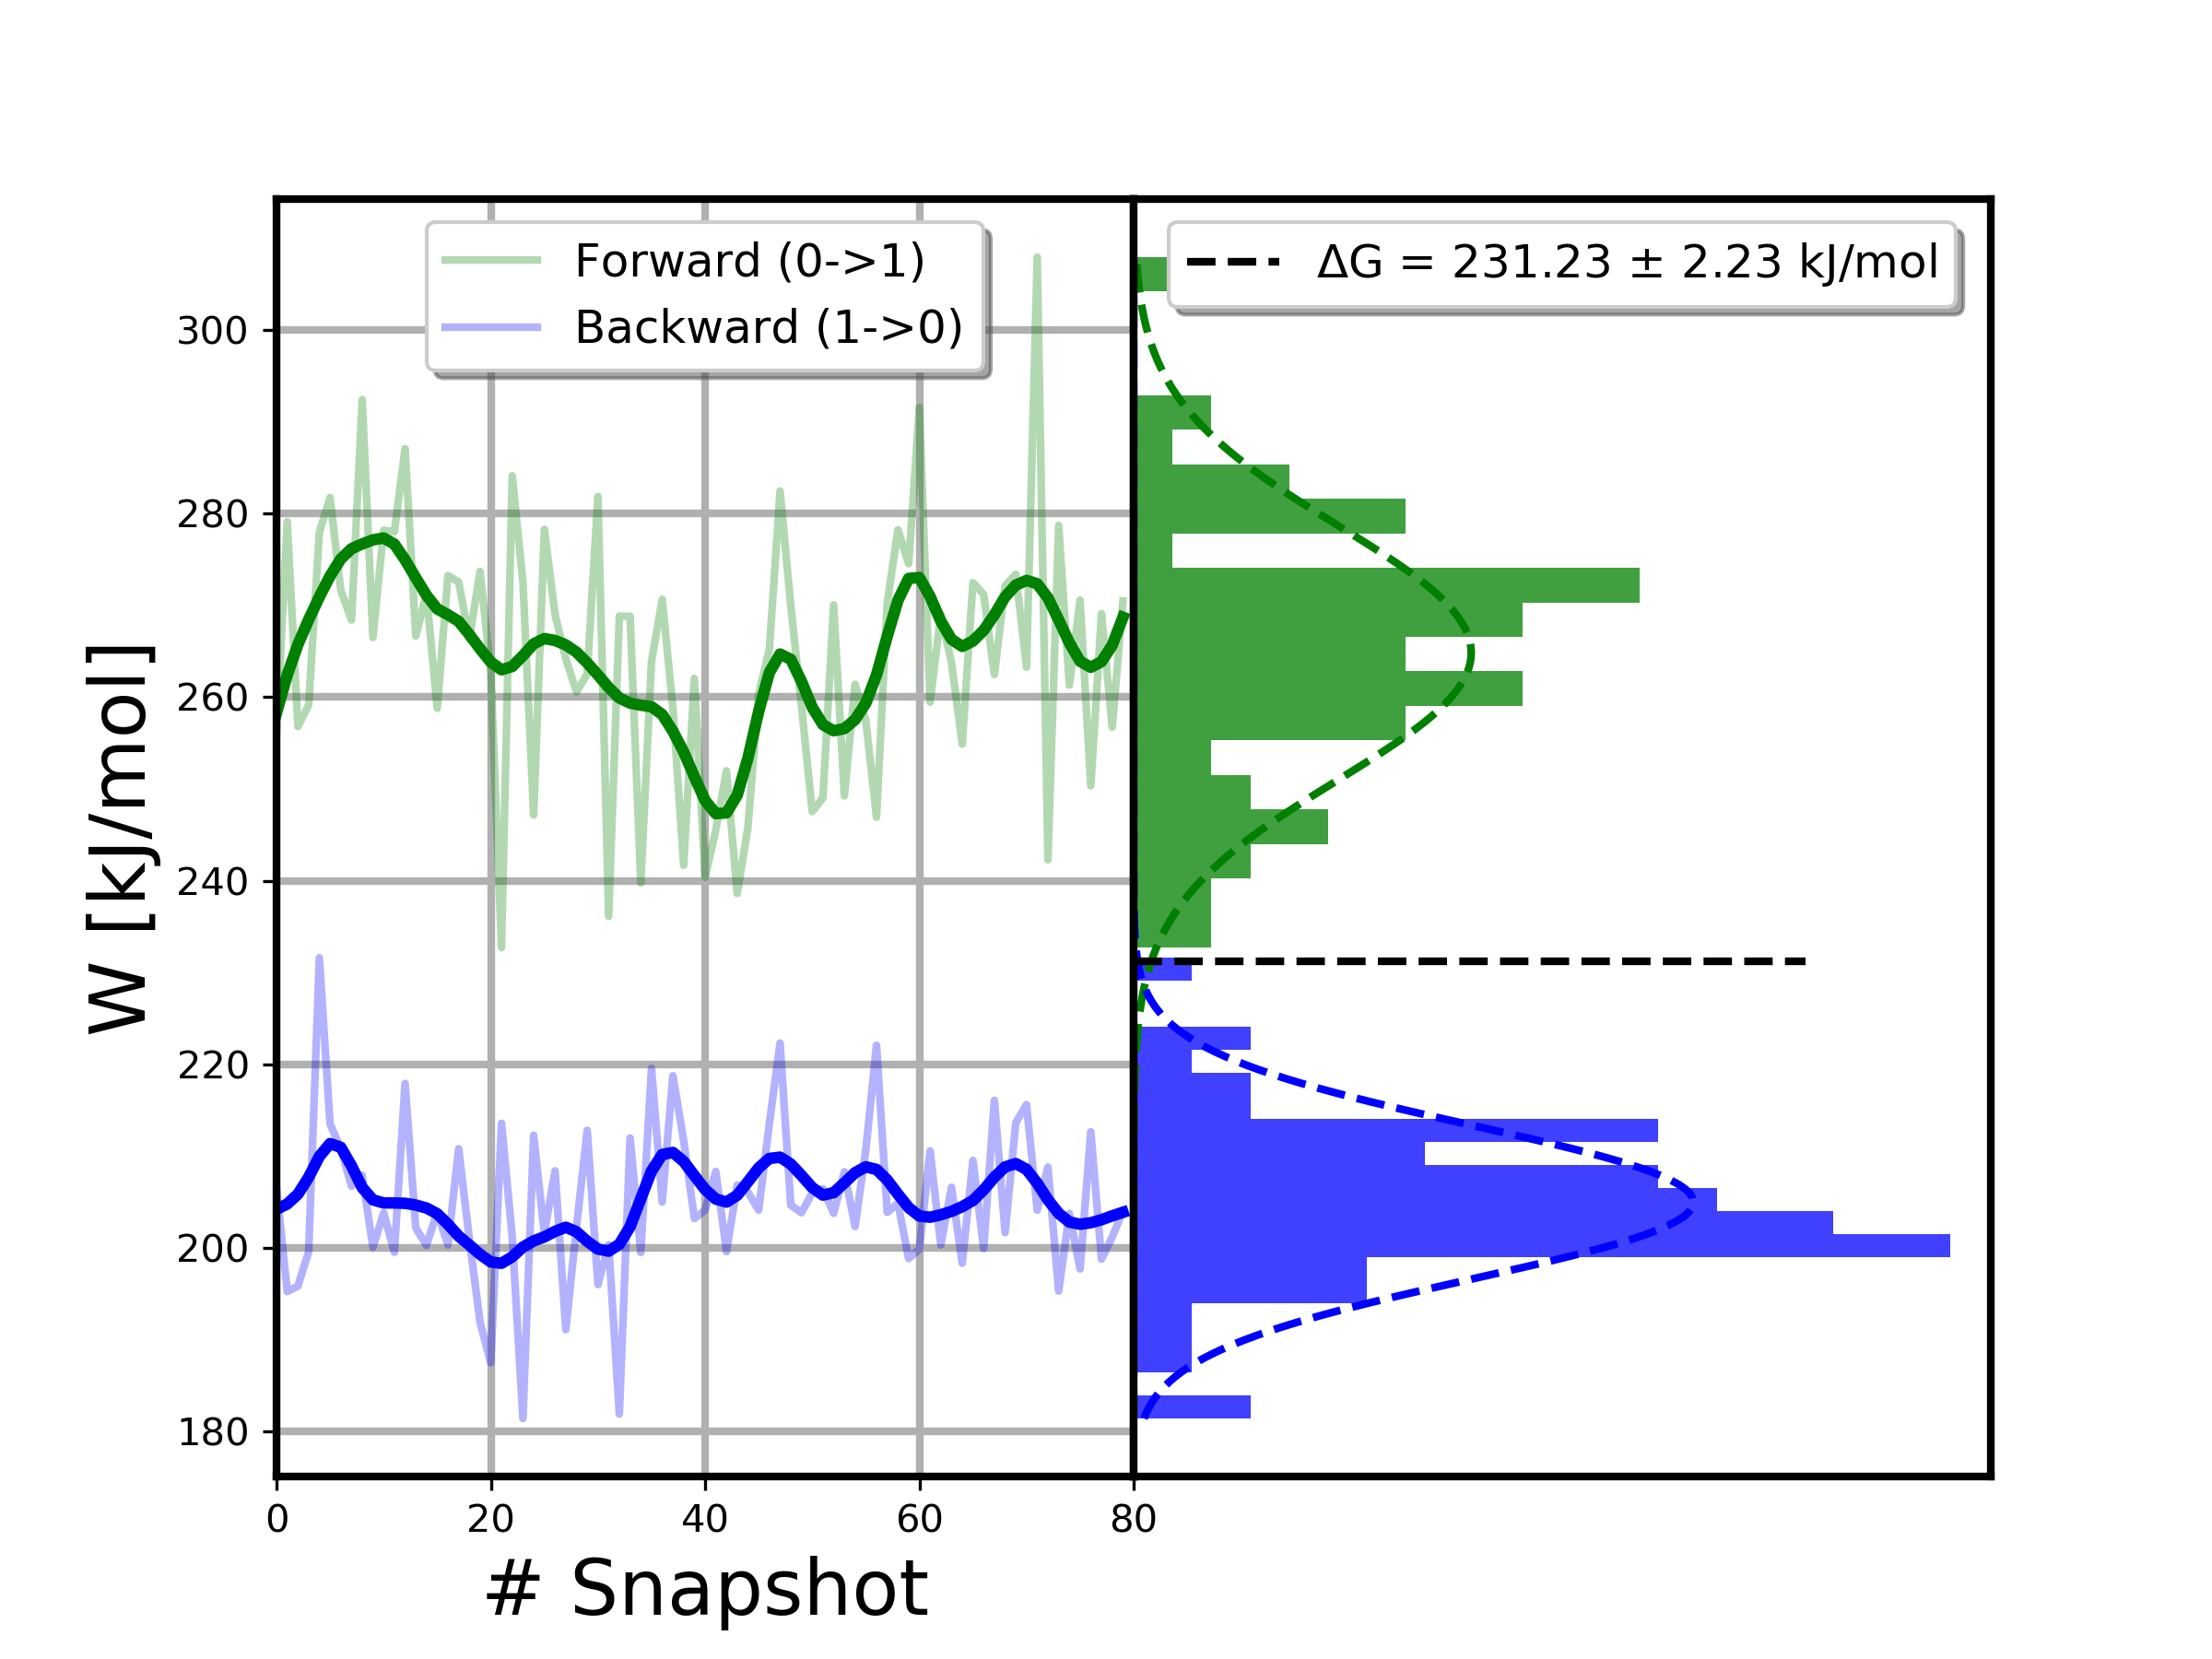 Forward (0->1)
Backward (1->0)
ΔG = 231.23 ± 2.23 kJ/mol
W [kJ/mol]
300
280
260
240
220
200
180
0 20 40 60 80
# Snapshot